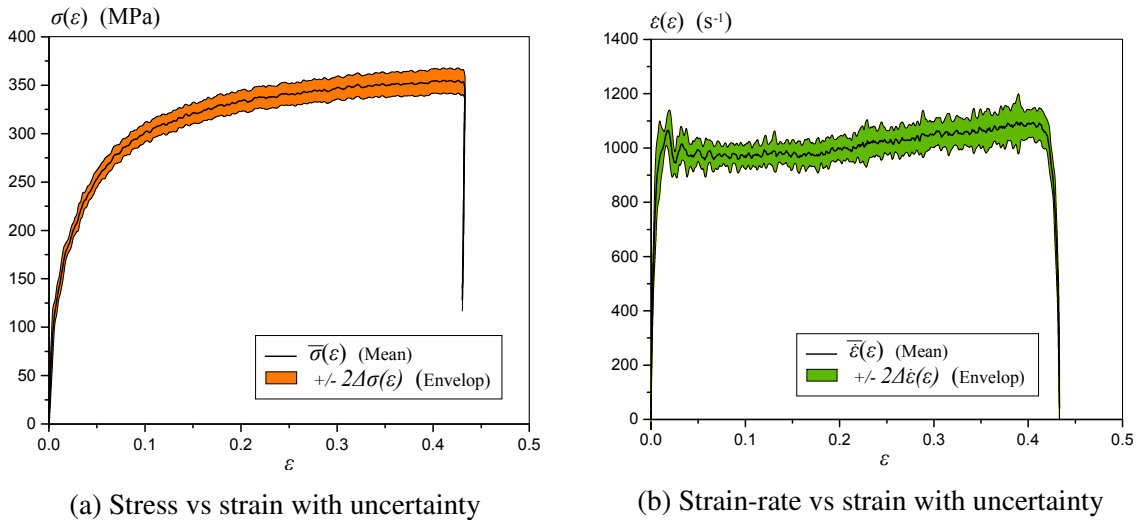 σ(ε) (MPa)
400
350
300
250
200
150
100
50
0
0.0 0.1 0.2 0.3 0.4 0.5
ε
σ̅(ε) (Mean)
+/- 2Δσ(ε) (Envelop)
(a) Stress vs strain with uncertainty
ε̇(ε) (s-1)
1400
1200
1000
800
600
400
200
0
0.0 0.1 0.2 0.3 0.4 0.5
ε
ε̇̅(ε) (Mean)
+/- 2Δε̇(ε) (Envelop)
(b) Strain-rate vs strain with uncertainty